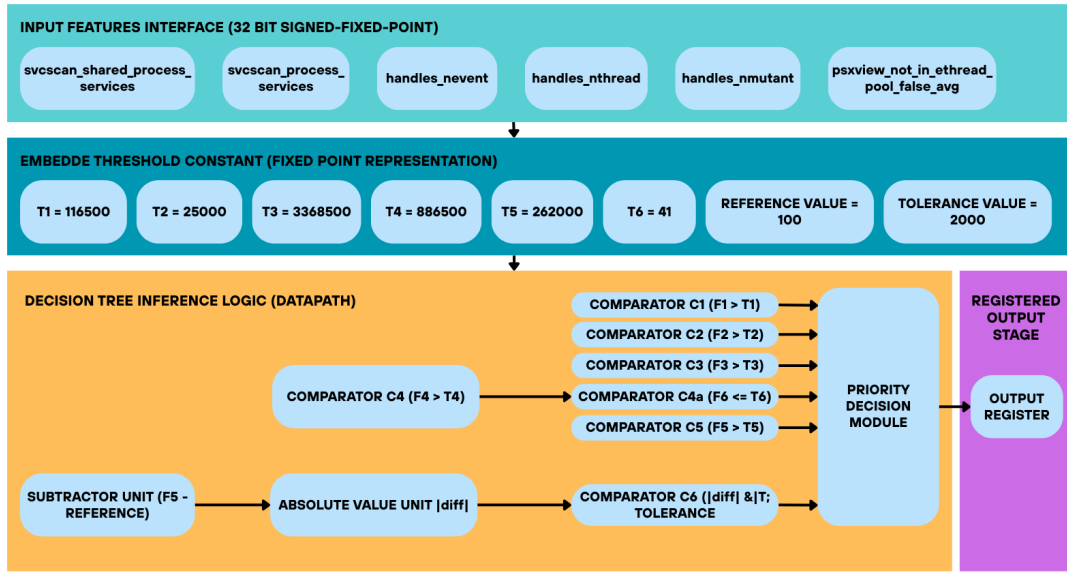 INPUT FEATURES INTERFACE (32 BIT SIGNED-FIXED-POINT)
svcscan_shared_process_
services
svcscan_process_
services
handles_nevent
handles_nthread
handles_nmutant
psxview_not_in_ethread_
pool_false_avg
EMBEDDE THRESHOLD CONSTANT (FIXED POINT REPRESENTATION)
T1 = 116500
T2 = 25000
T3 = 3368500
T4 = 886500
T5 = 262000
T6 = 41
REFERENCE VALUE =
100
TOLERANCE VALUE =
2000
DECISION TREE INFERENCE LOGIC (DATAPATH)
COMPARATOR C1 (F1 > T1)
COMPARATOR C2 (F2 > T2)
COMPARATOR C3 (F3 > T3)
COMPARATOR C4 (F4 > T4)
COMPARATOR C4a (F6 <= T6)
COMPARATOR C5 (F5 > T5)
SUBTRACTOR UNIT (F5 -
REFERENCE)
ABSOLUTE VALUE UNIT |diff|
COMPARATOR C6 (|diff| &|T;
TOLERANCE
PRIORITY
DECISION
MODULE
REGISTERED
OUTPUT
STAGE
OUTPUT
REGISTER